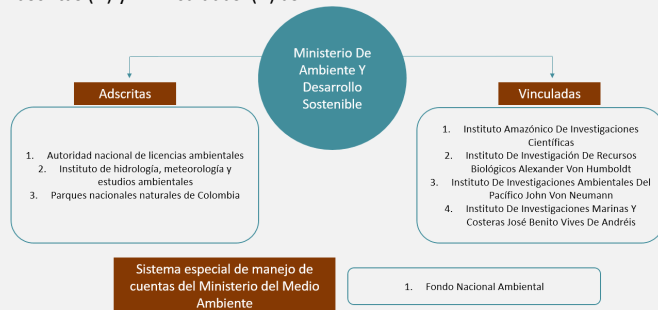 Ministerio De
Ambiente Y
Desarrollo
Sostenible
Adscritas
1. Autoridad nacional de licencias ambientales
2. Instituto de hidrología, meteorología y
estudios ambientales
3. Parques nacionales naturales de Colombia
Vinculadas
1. Instituto Amazónico De Investigaciones
Científicas
2. Instituto De Investigación De Recursos
Biológicos Alexander Von Humboldt
3. Instituto De Investigaciones Ambientales Del
Pacífico John Von Neumann
4. Instituto De Investigaciones Marinas Y
Costeras José Benito Vives De Andréis
Sistema especial de manejo de
cuentas del Ministerio del Medio
Ambiente
1. Fondo Nacional Ambiental